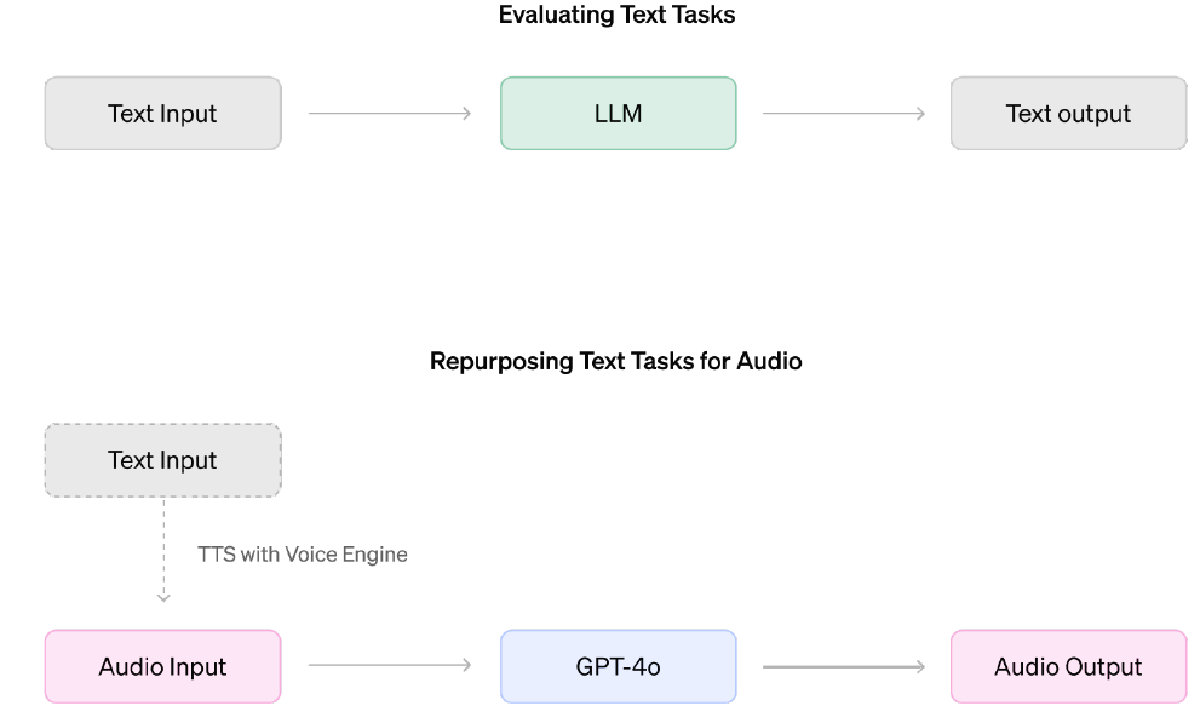 Evaluating Text Tasks
Text Input
LLM
Text output
Repurposing Text Tasks for Audio
Text Input
TTS with Voice Engine
Audio Input
GPT-4o
Audio Output